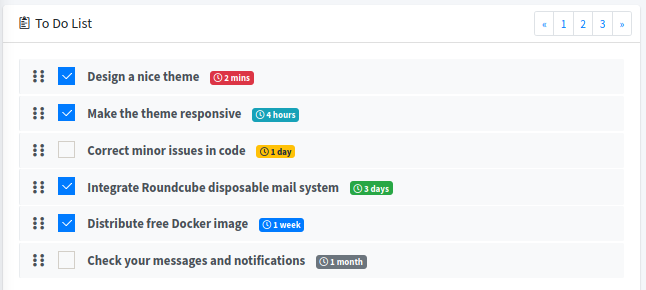 To Do List
« 1 2 3 »
Design a nice theme 2 mins
Make the theme responsive 4 hours
Correct minor issues in code 1 day
Integrate Roundcube disposable mail system 3 days
Distribute free Docker image 1 week
Check your messages and notifications 1 month